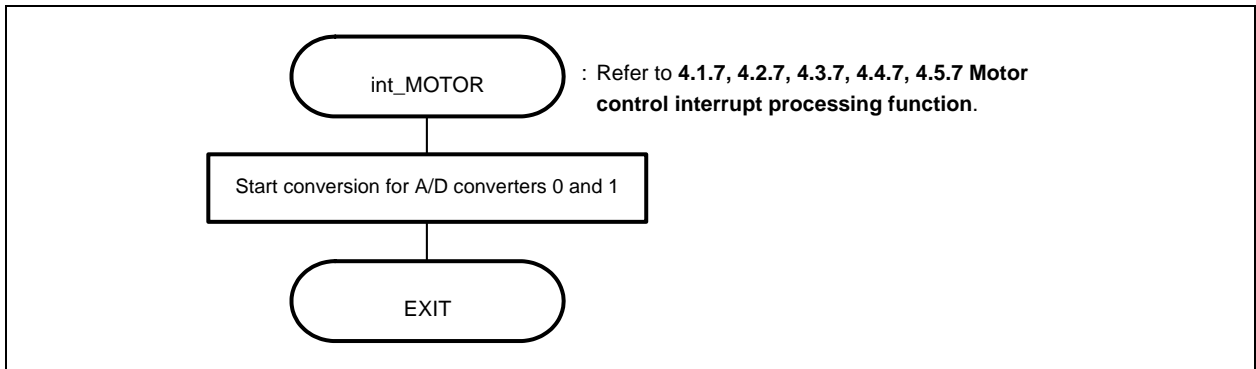 int_MOTOR
: Refer to 4.1.7, 4.2.7, 4.3.7, 4.4.7, 4.5.7 Motor
control interrupt processing function.
Start conversion for A/D converters 0 and 1
EXIT